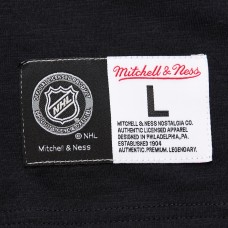 NHL
© NHL
Mitchell & Ness
Mitchell & Ness
L
MITCHELL & NESS NOSTALGIA CO.
AUTHENTIC LICENSED APPAREL
DESIGNED IN PHILADELPHIA, PA
ESTABLISHED 1904
AUTHENTIC. PREMIUM. LEGENDARY.